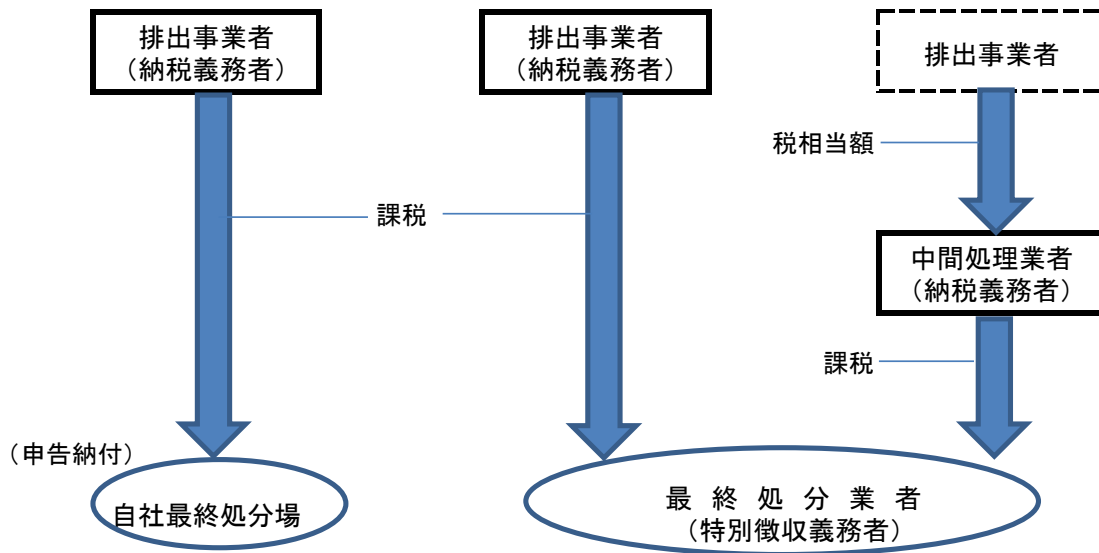 排出事業者
（納税義務者）
排出事業者
（納税義務者）
排出事業者
税相当額
課税
中間処理業者
（納税義務者）
課税
（申告納付）
自社最終処分場
最終処分業者
（特別徴収義務者）